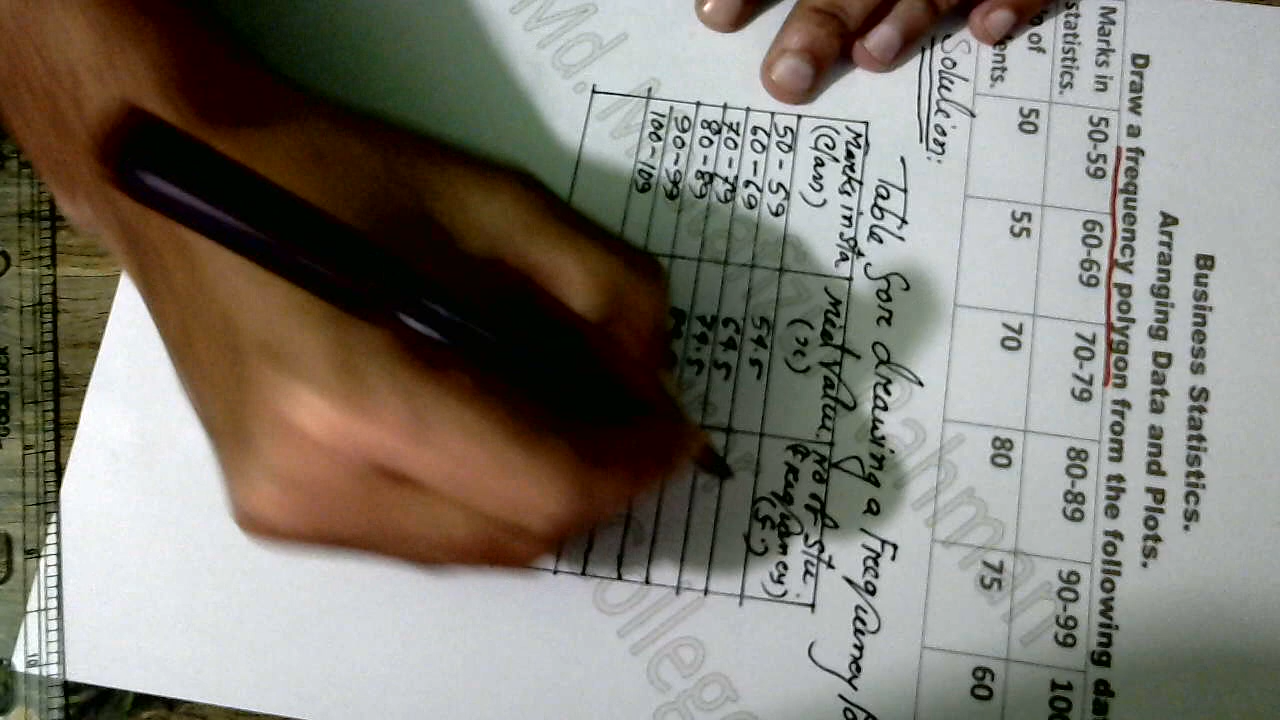 Business Statistics.
Arranging Data and Plots.
Draw a frequency polygon from the following da
Marks in statistics. 50-59 60-69 70-79 80-89 90-99 100
of ents. 50 55 70 80 75 60
Solution:
Table for drawing a Frequency
Marks in sta (Class) Mid Value (x) No of stu Frequency (f)
50-59 54.5
60-69 64.5
70-79 74.5
80-89
90-99
100-109